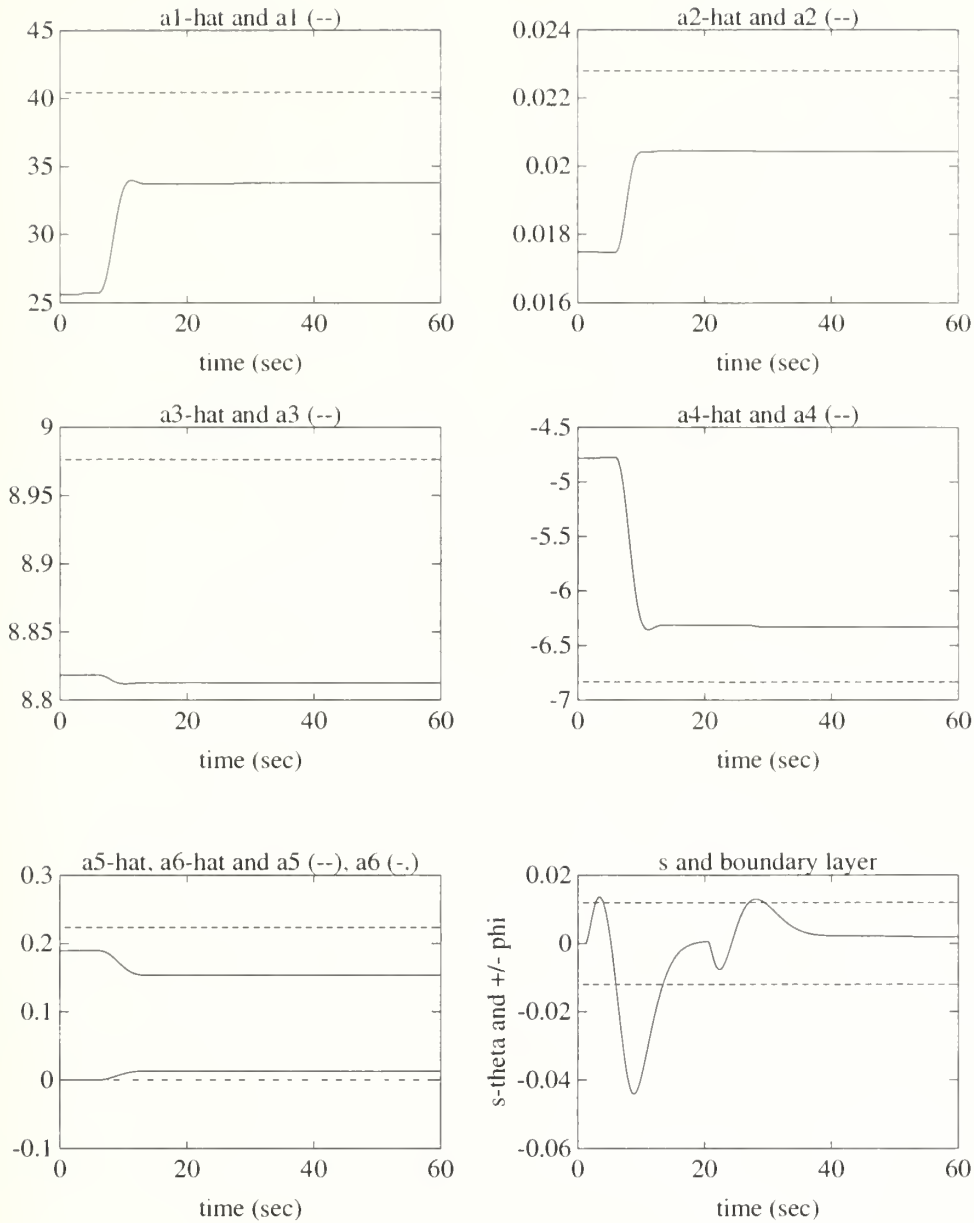 a1-hat and a1 (--)
45
40
35
30
25
0 20 40 60
time (sec)
a2-hat and a2 (--)
0.024
0.022
0.02
0.018
0.016
0 20 40 60
time (sec)
a3-hat and a3 (--)
9
8.95
8.9
8.85
8.8
0 20 40 60
time (sec)
a4-hat and a4 (--)
-4.5
-5
-5.5
-6
-6.5
-7
0 20 40 60
time (sec)
a5-hat, a6-hat and a5 (--), a6 (-.)
0.3
0.2
0.1
0
-0.1
0 20 40 60
time (sec)
s and boundary layer
s-theta and +/- phi
0.02
0
-0.02
-0.04
-0.06
0 20 40 60
time (sec)